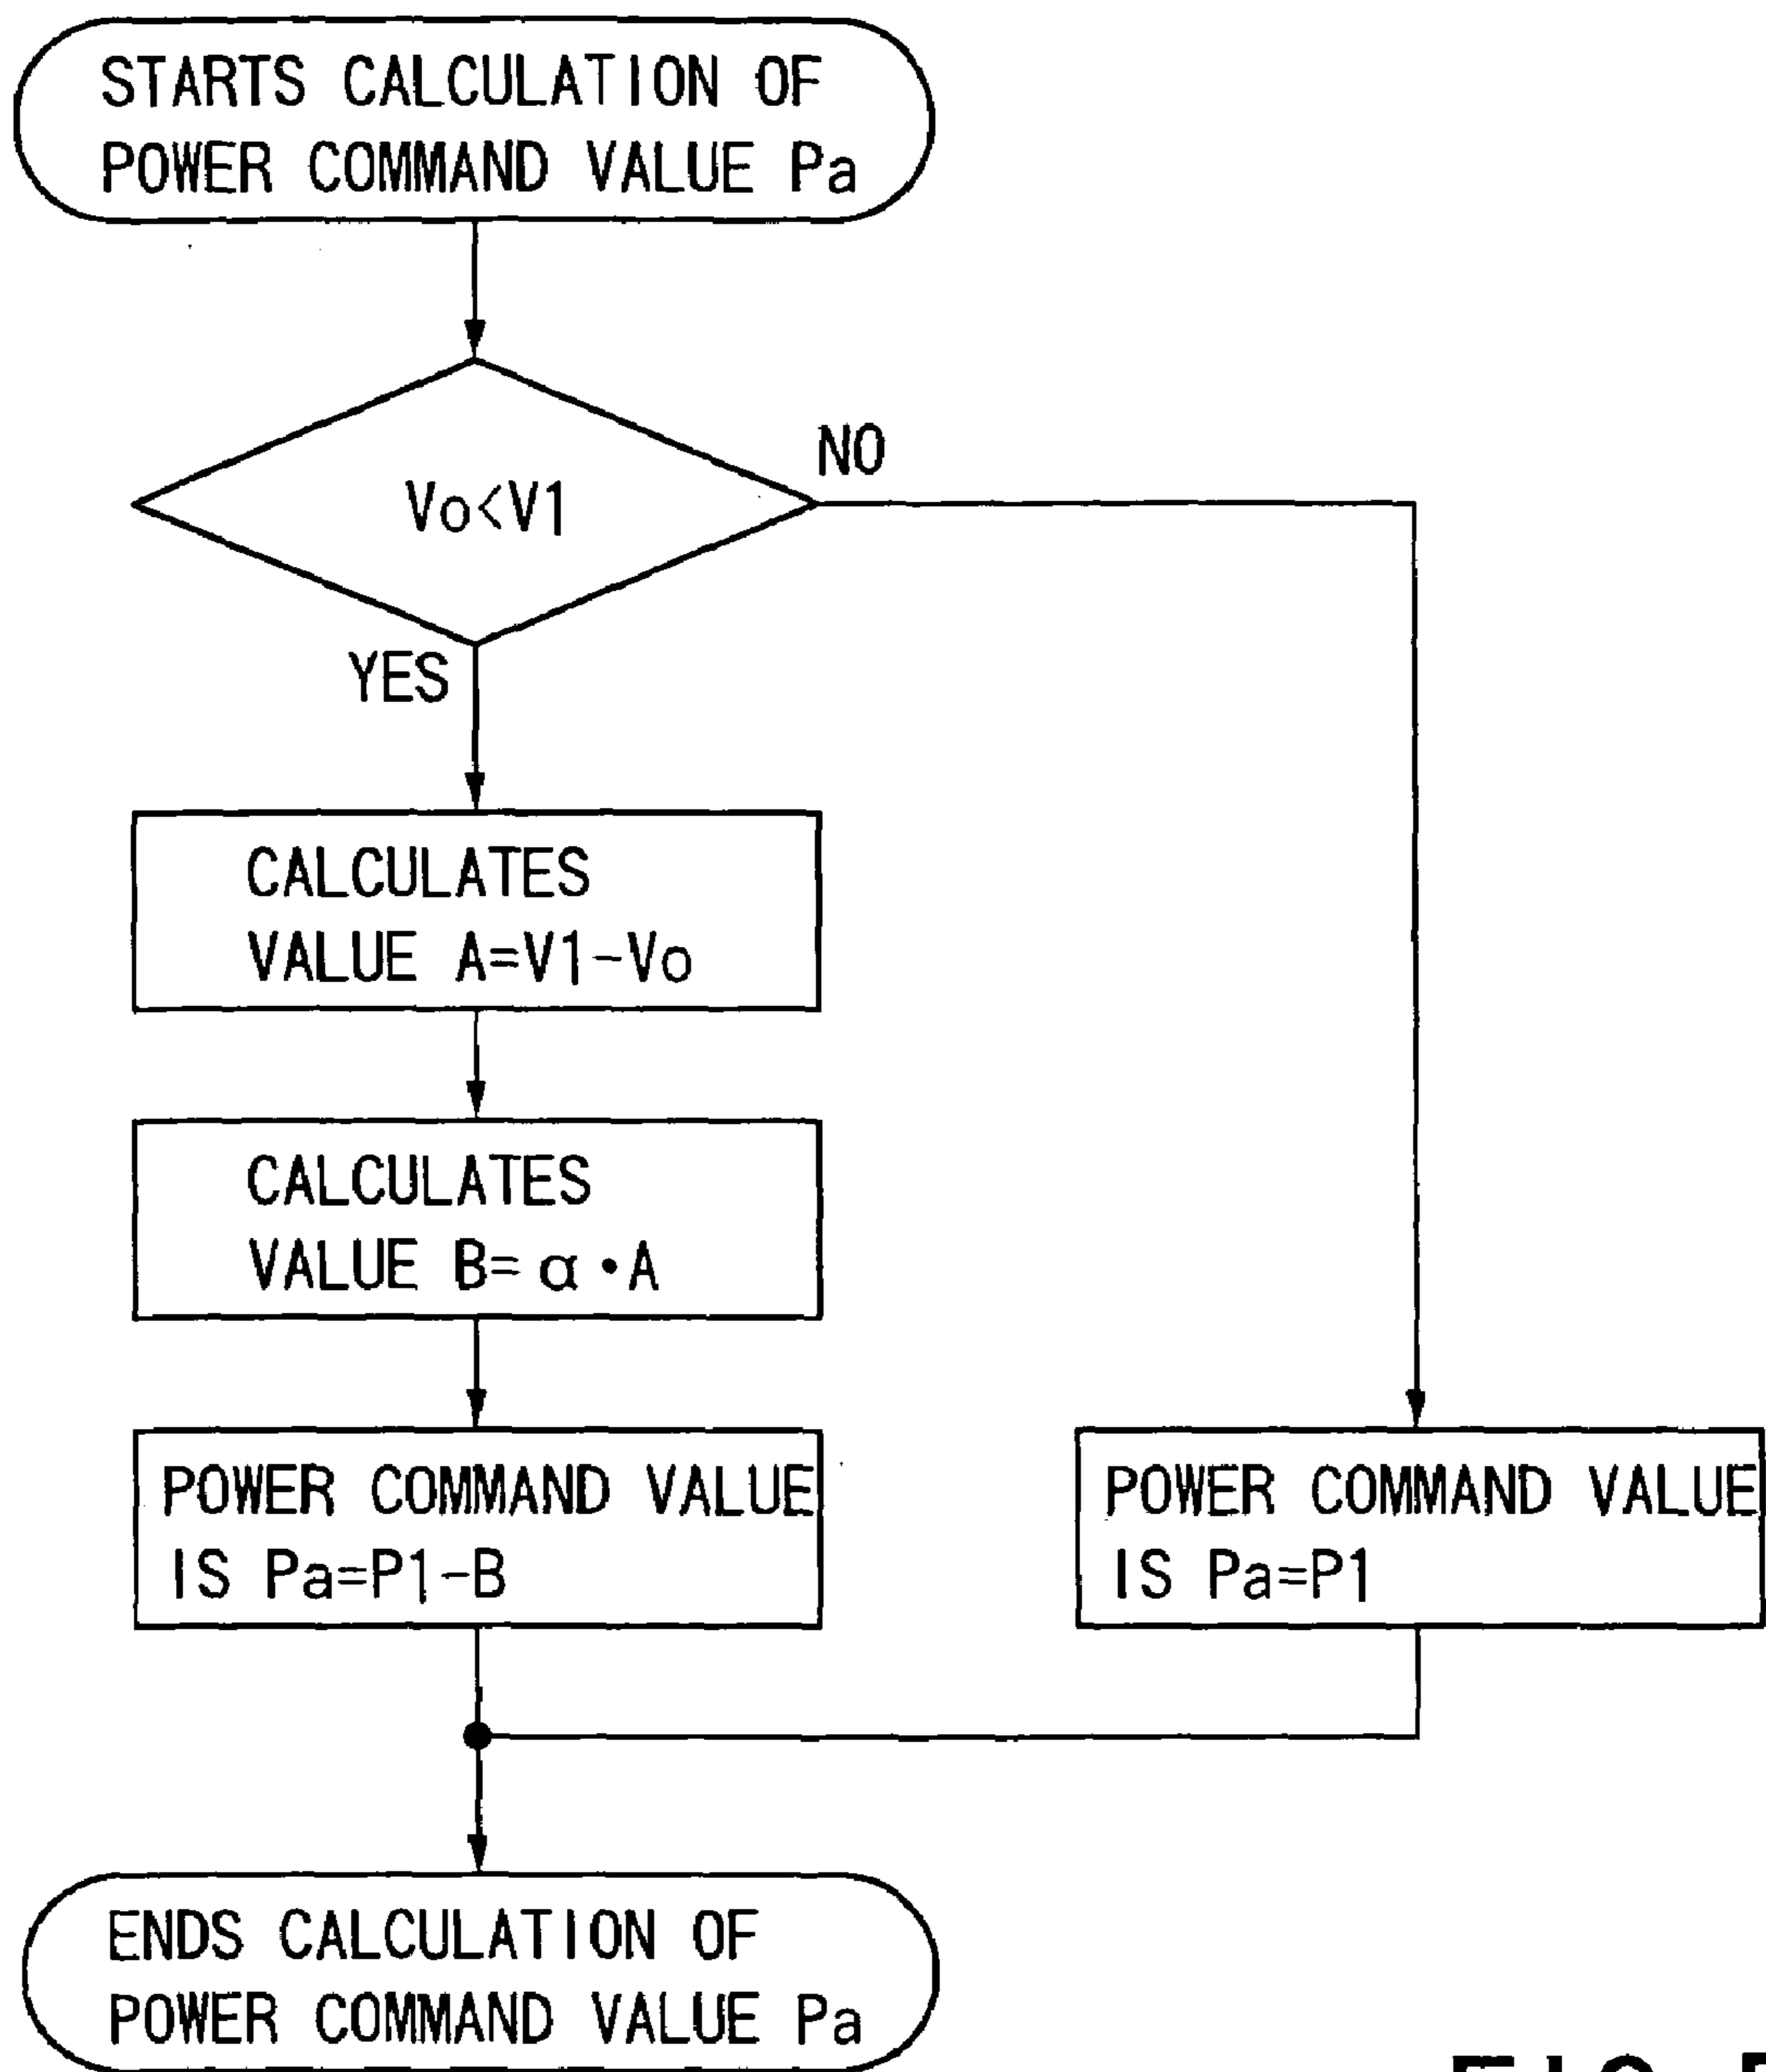 STARTS CALCULATION OF
POWER COMMAND VALUE Pa
Vo<V1
NO
YES
CALCULATES
VALUE A=V1-Vo
CALCULATES
VALUE B=α・A
POWER COMMAND VALUE
IS Pa=P1-B
POWER COMMAND VALUE
IS Pa=P1
ENDS CALCULATION OF
POWER COMMAND VALUE Pa